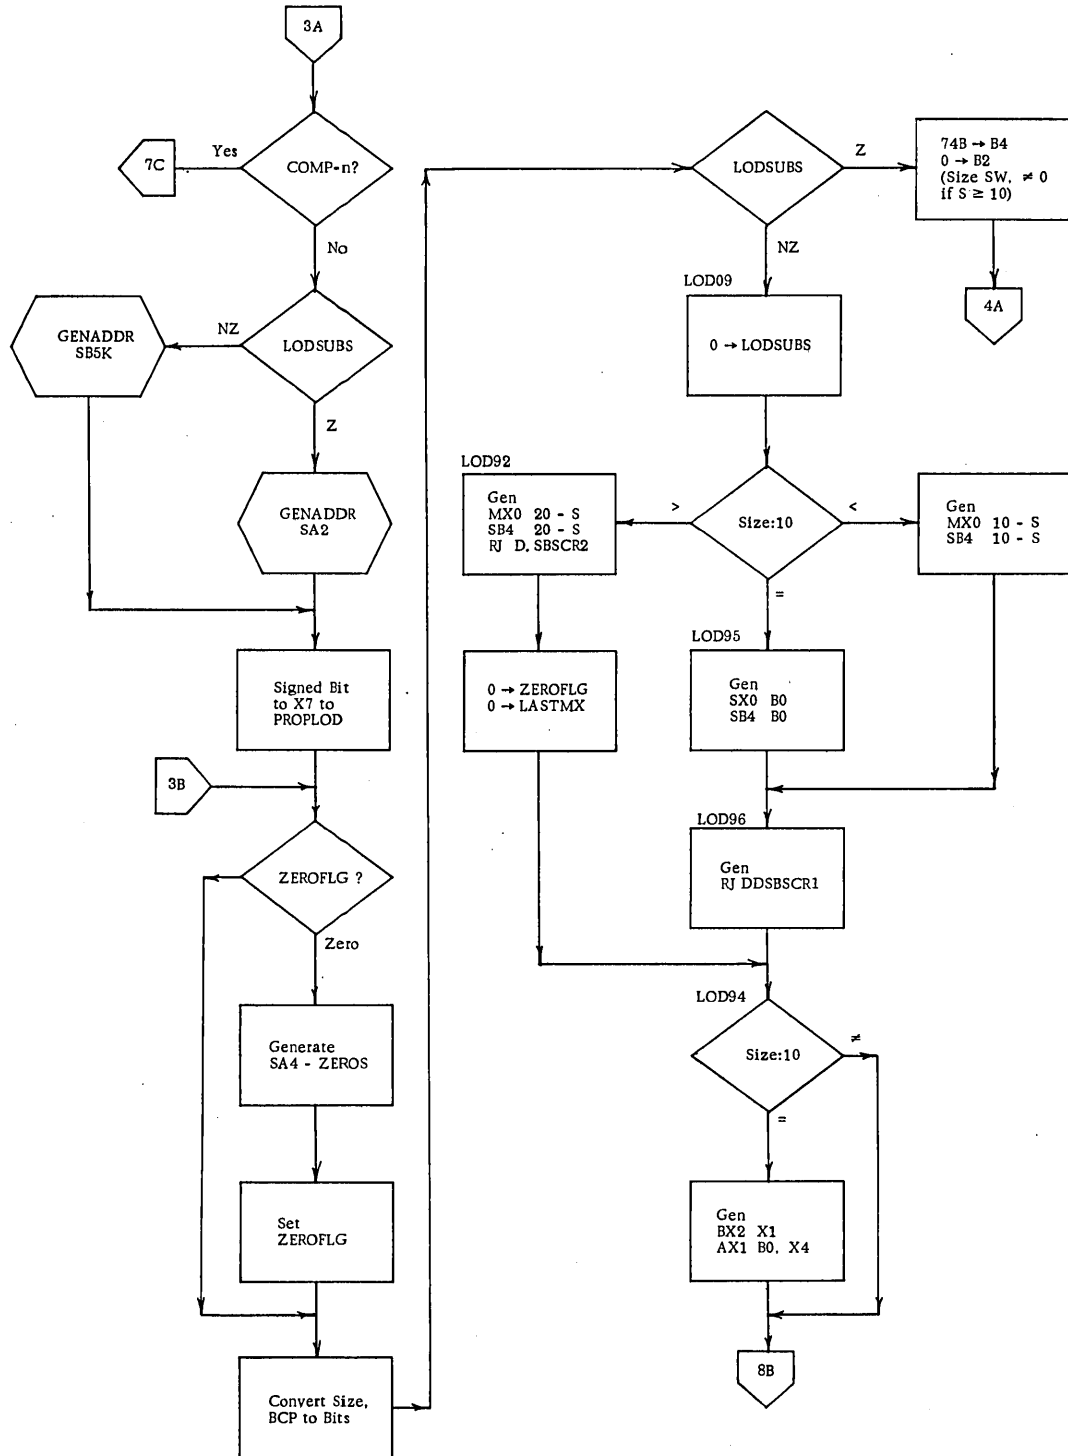 3A
COMP-n?
Yes
7C
No
LODSUBS
NZ
GENADDR
SB5K
Z
GENADDR
SA2
Signed Bit
to X7 to
PROPLOD
3B
ZEROFLG ?
Zero
Generate
SA4 - ZEROS
Set
ZEROFLG
Convert Size,
BCP to Bits
LODSUBS
Z
74B → B4
0 → B2
(Size SW, ≠ 0
if S ≥ 10)
4A
NZ
LOD09
0 → LODSUBS
Size:10
>
LOD92
Gen
MX0 20 - S
SB4 20 - S
RJ D.SBSCR2
0 → ZEROFLG
0 → LASTMX
<
Gen
MX0 10 - S
SB4 10 - S
=
LOD95
Gen
SX0 B0
SB4 B0
LOD96
Gen
RJ DDSBSCR1
LOD94
Size:10
≠
=
Gen
BX2 X1
AX1 B0, X4
8B